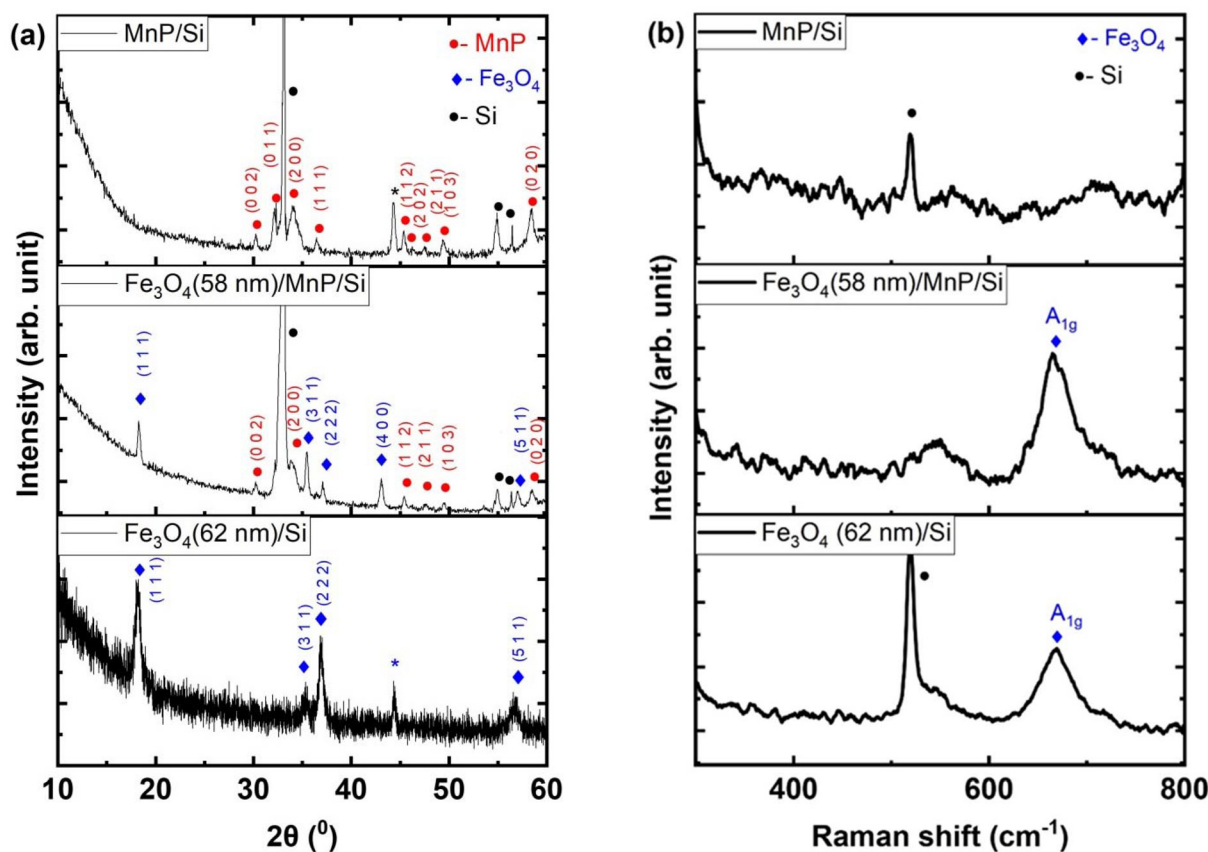 (a)
MnP/Si
●- MnP
◆- Fe₃O₄
●- Si
(0 0 2)
(0 1 1)
(2 0 0)
(1 1 1)
*
(1 1 2)
(2 0 2)
(2 1 1)
(1 0 3)
(0 2 0)
Fe₃O₄(58 nm)/MnP/Si
(1 1 1)
(0 0 2)
(2 0 0)
(3 1 1)
(2 2 2)
(4 0 0)
(1 1 2)
(2 1 1)
(1 0 3)
(5 1 1)
(0 2 0)
Fe₃O₄(62 nm)/Si
(1 1 1)
(3 1 1)
(2 2 2)
*
(5 1 1)
Intensity (arb. unit)
10 20 30 40 50 60
2θ (⁰)
(b)
MnP/Si
◆- Fe₃O₄
●- Si
Fe₃O₄(58 nm)/MnP/Si
A₁g
Fe₃O₄ (62 nm)/Si
A₁g
Intensity (arb. unit)
400 600 800
Raman shift (cm⁻¹)